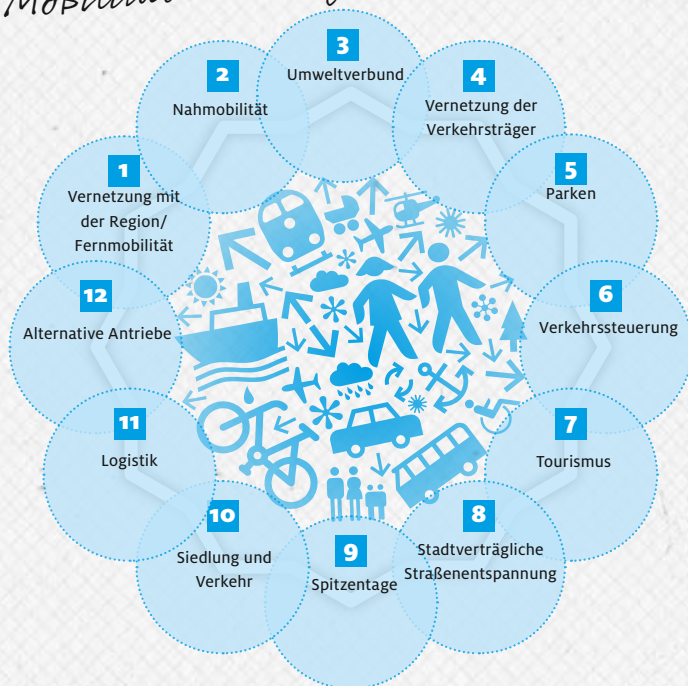 1
Vernetzung mit
der Region/
Fernmobilität
2
Nahmobilität
3
Umweltverbund
4
Vernetzung der
Verkehrsträger
5
Parken
6
Verkehrssteuerung
7
Tourismus
8
Stadtverträgliche
Straßenentspannung
9
Spitzentage
10
Siedlung und
Verkehr
11
Logistik
12
Alternative Antriebe